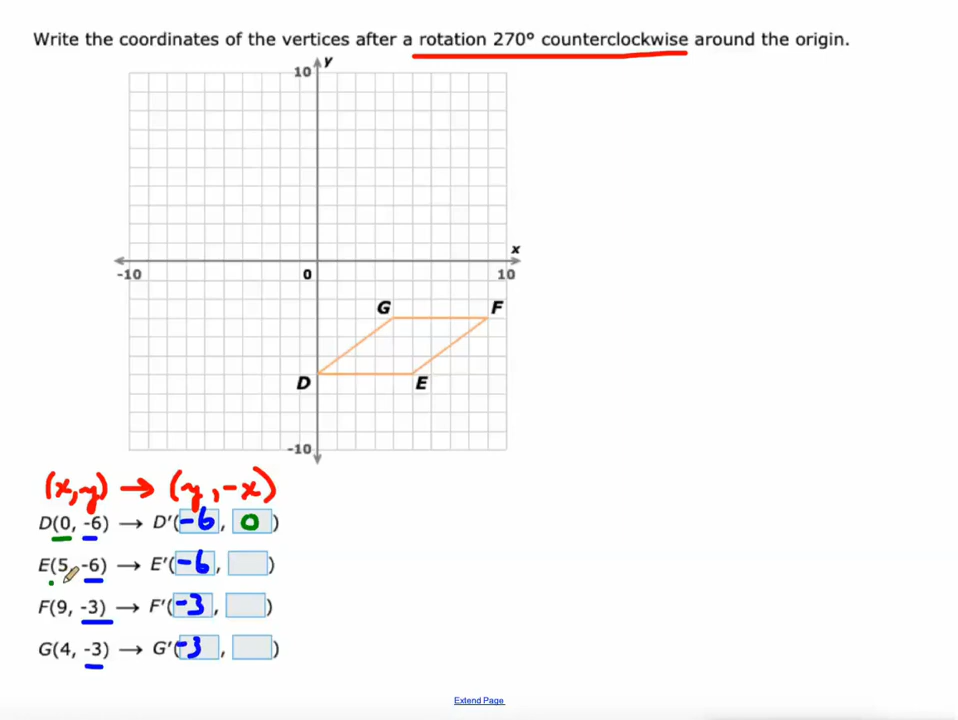 Write the coordinates of the vertices after a rotation 270° counterclockwise around the origin.
y
10
x
-10 0 10
G F
D E
-10
(x,y) → (y,-x)
D(0, -6) → D'(-6, 0)
E(5, -6) → E'(-6, )
F(9, -3) → F'(-3, )
G(4, -3) → G'(-3, )
Extend Page